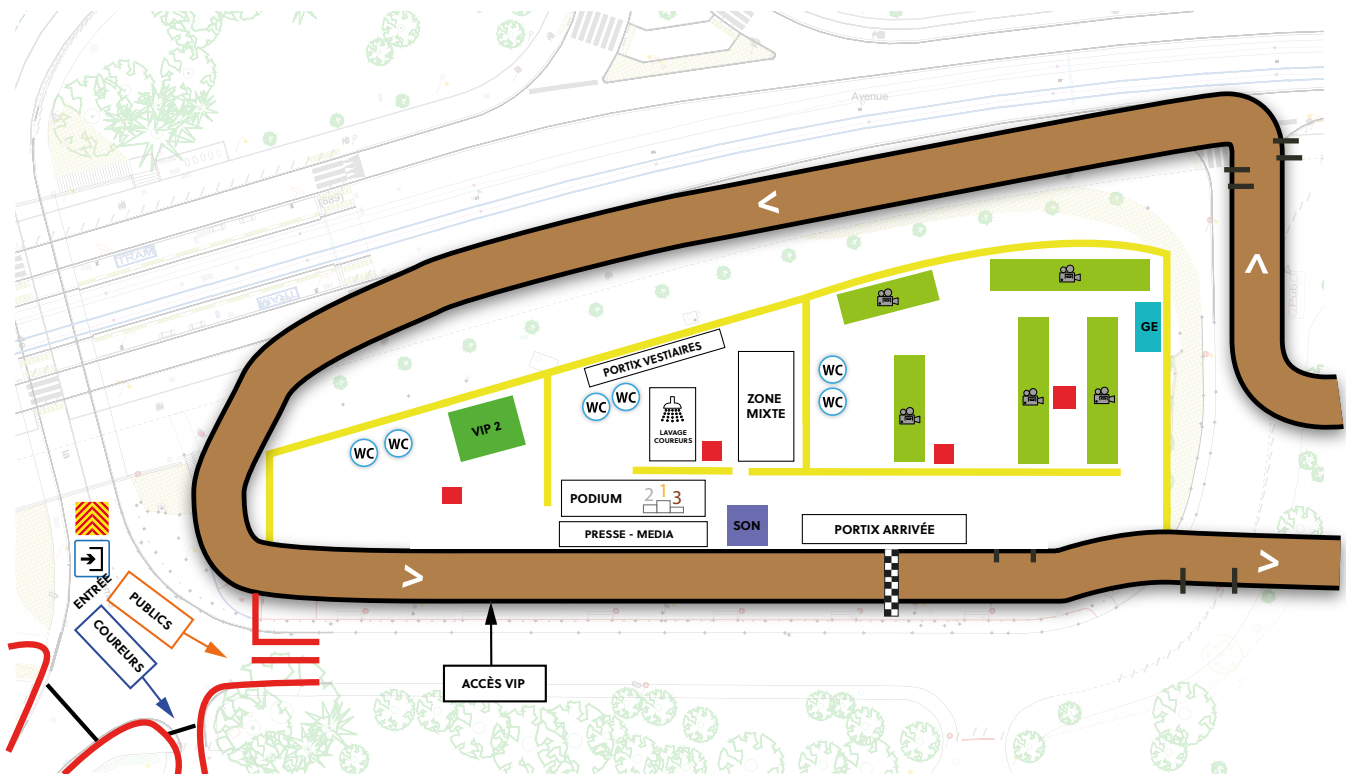 Avenue
TRAM
TRAM
(689)
<
>
GE
PORTIX VESTIAIRES
WC
WC
ZONE
MIXTE
WC
WC
LAVAGE
COUREURS
VIP 2
WC
WC
PODIUM 2 1 3
PRESSE - MEDIA
SON
PORTIX ARRIVÉE
ENTRÉE
PUBLICS
COUREURS
ACCÈS VIP